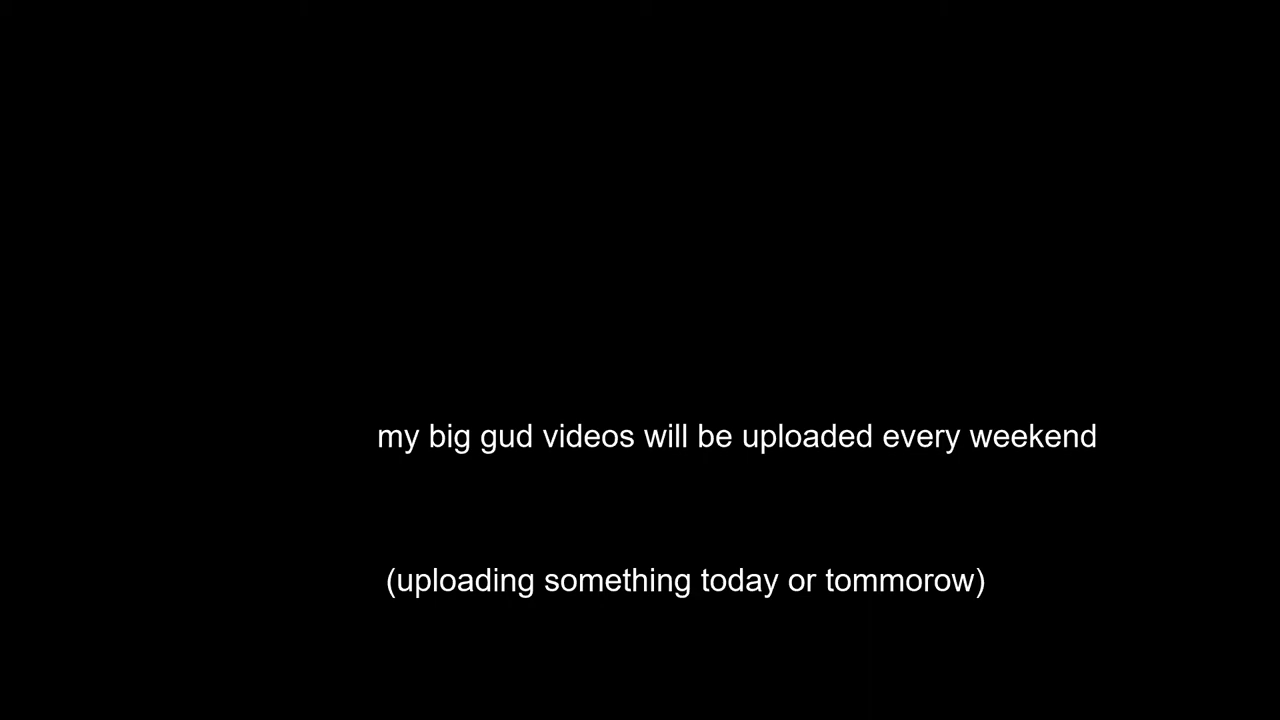 my big gud videos will be uploaded every weekend
(uploading something today or tommorow)